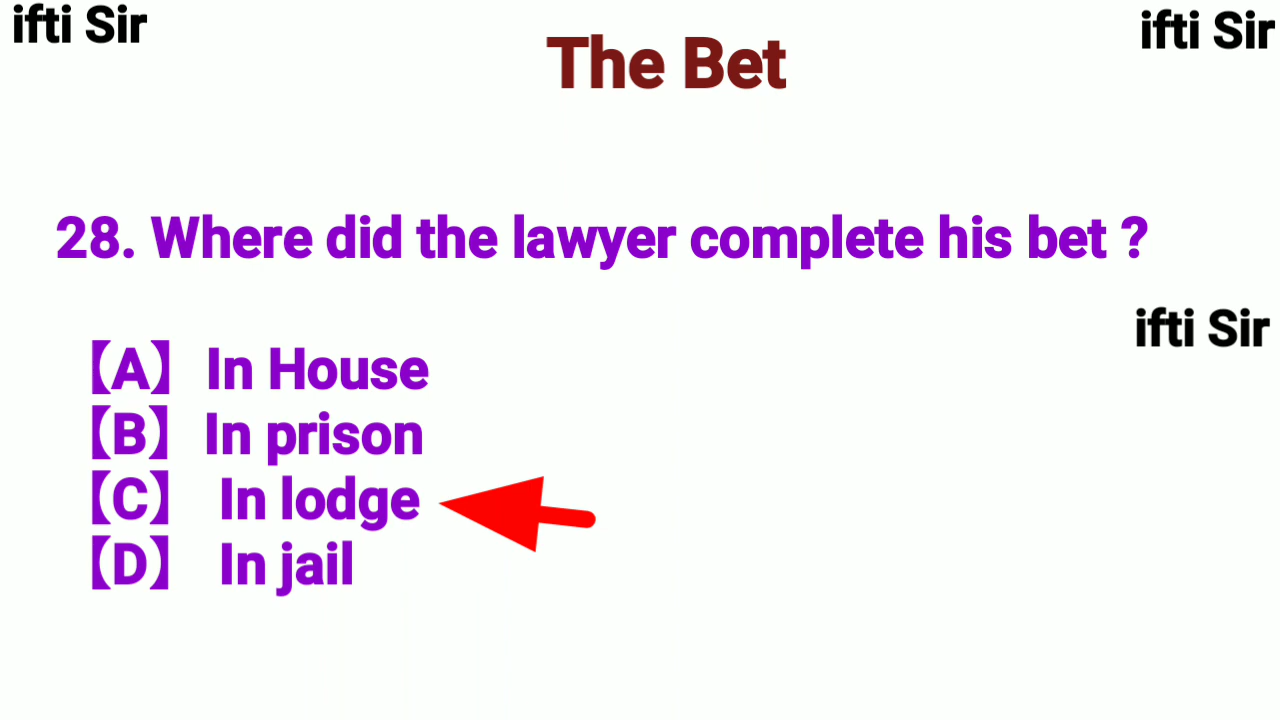 ifti Sir
ifti Sir
The Bet
28. Where did the lawyer complete his bet ?
ifti Sir
【A】 In House
【B】 In prison
【C】 In lodge
【D】 In jail